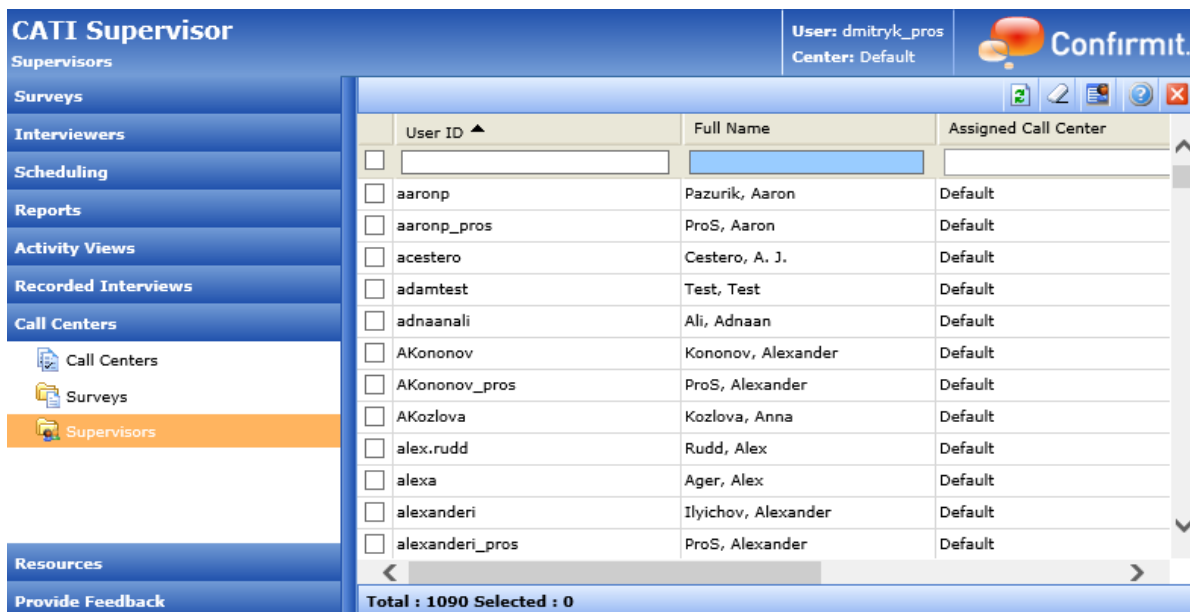 CATI Supervisor
Supervisors
User: dmitryk_pros
Center: Default
Confirmit.
Surveys
Interviewers
Scheduling
Reports
Activity Views
Recorded Interviews
Call Centers
Call Centers
Surveys
Supervisors
Resources
Provide Feedback
User ID Full Name Assigned Call Center
aaronp Pazurik, Aaron Default
aaronp_pros ProS, Aaron Default
acestero Cestero, A. J. Default
adamtest Test, Test Default
adnaanali Ali, Adnaan Default
AKononov Kononov, Alexander Default
AKononov_pros ProS, Alexander Default
AKozlova Kozlova, Anna Default
alex.rudd Rudd, Alex Default
alexa Ager, Alex Default
alexanderi Ilyichov, Alexander Default
alexanderi_pros ProS, Alexander Default
Total : 1090 Selected : 0